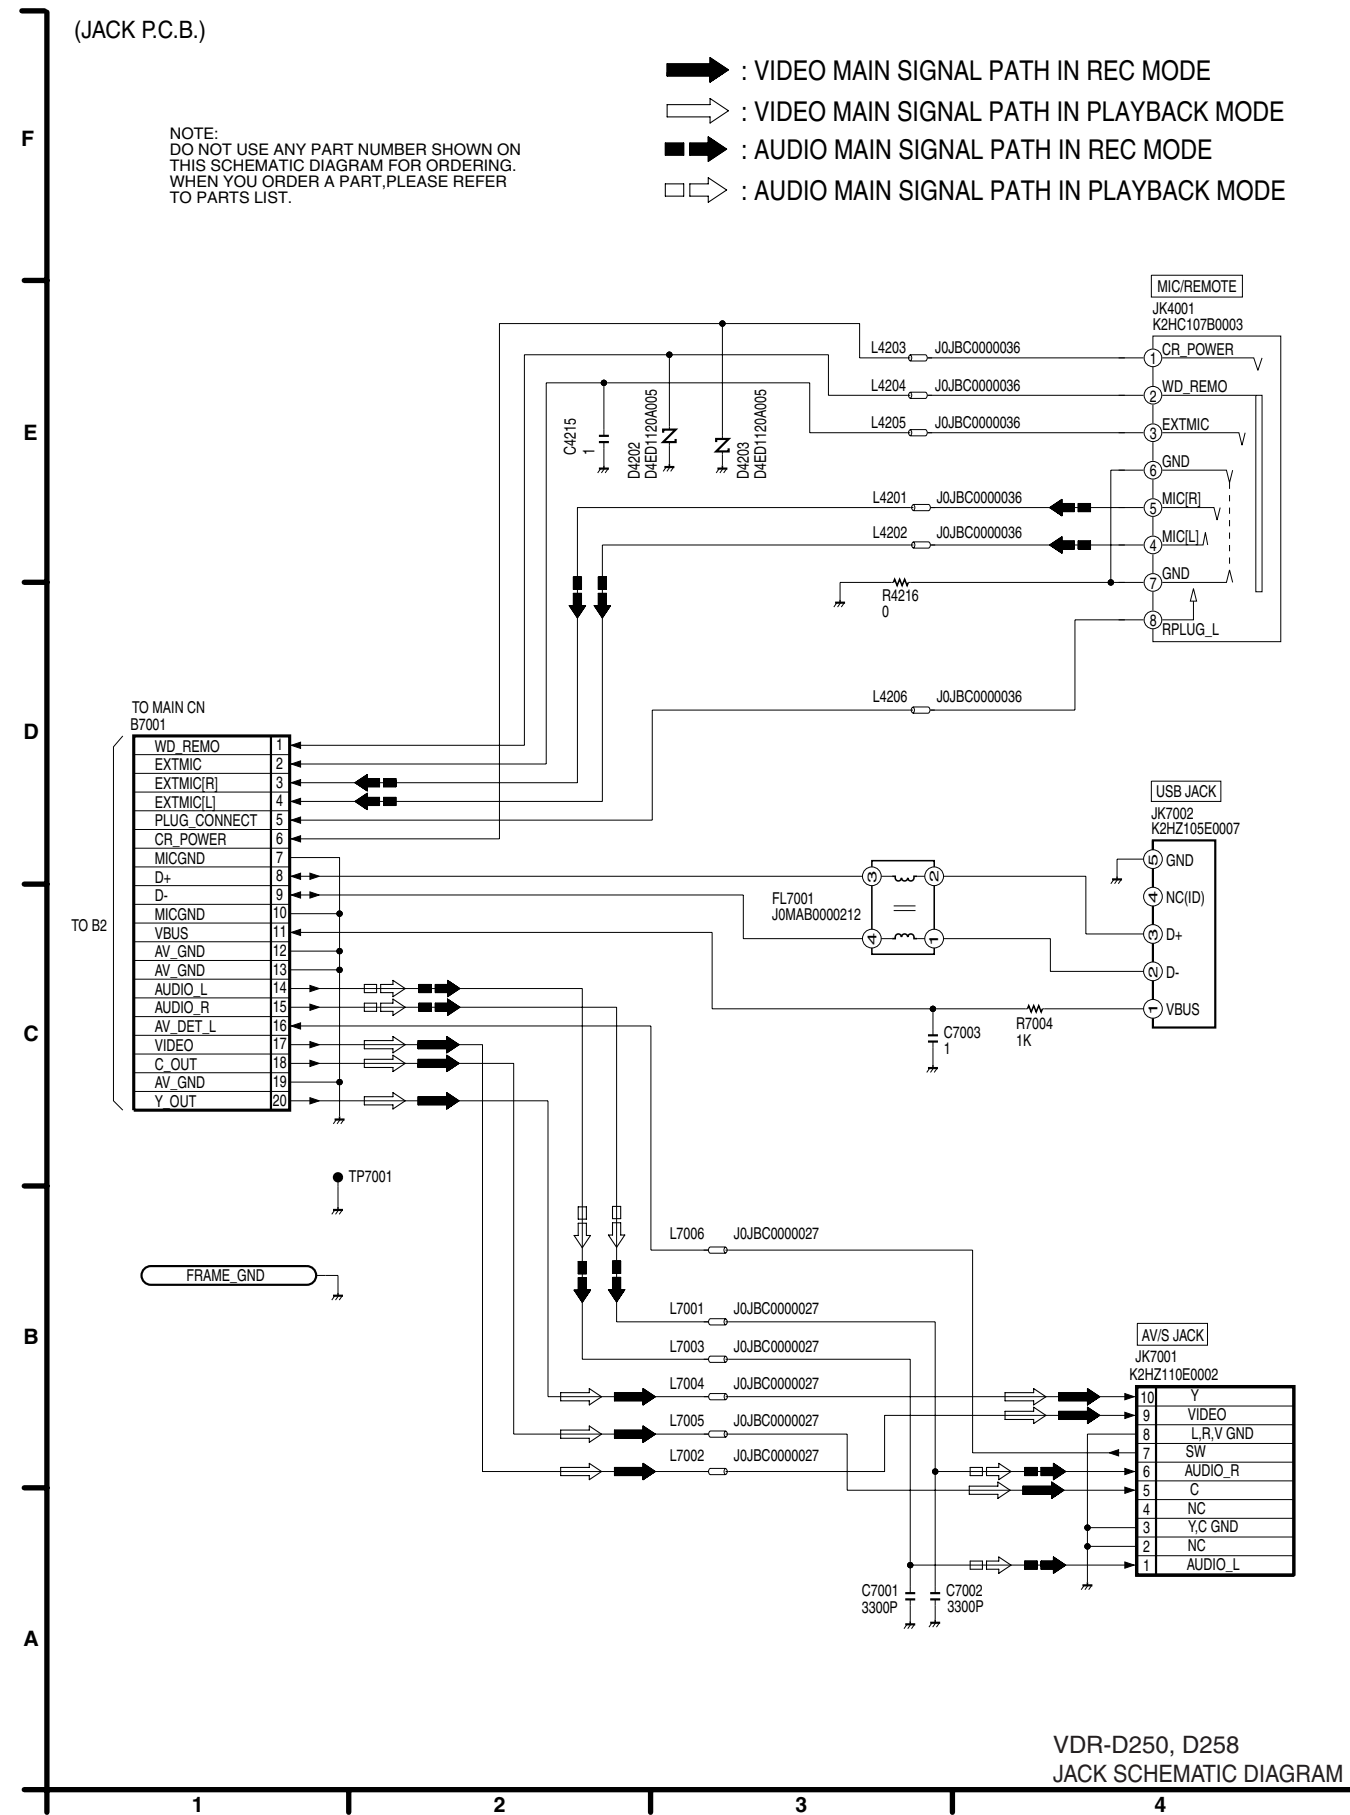 (JACK P.C.B.)
: VIDEO MAIN SIGNAL PATH IN REC MODE
: VIDEO MAIN SIGNAL PATH IN PLAYBACK MODE
: AUDIO MAIN SIGNAL PATH IN REC MODE
: AUDIO MAIN SIGNAL PATH IN PLAYBACK MODE
F
NOTE:
DO NOT USE ANY PART NUMBER SHOWN ON
THIS SCHEMATIC DIAGRAM FOR ORDERING.
WHEN YOU ORDER A PART,PLEASE REFER
TO PARTS LIST.
MIC/REMOTE
JK4001
K2HC107B0003
L4203 J0JBC0000036
1 CR_POWER
L4204 J0JBC0000036
2 WD_REMO
L4205 J0JBC0000036
3 EXTMIC
E
C4215
1
D4202
D4ED1120A005
D4203
D4ED1120A005
6 GND
L4201 J0JBC0000036
5 MIC[R]
L4202 J0JBC0000036
4 MIC[L]
7 GND
R4216
0
8 RPLUG_L
L4206 J0JBC0000036
D
TO MAIN CN
B7001
WD_REMO 1
EXTMIC 2
EXTMIC[R] 3
EXTMIC[L] 4
PLUG_CONNECT 5
CR_POWER 6
MICGND 7
D+ 8
D- 9
MICGND 10
VBUS 11
AV_GND 12
AV_GND 13
AUDIO_L 14
AUDIO_R 15
AV_DET_L 16
VIDEO 17
C_OUT 18
AV_GND 19
Y_OUT 20
TO B2
USB JACK
JK7002
K2HZ105E0007
5 GND
4 NC(ID)
3 D+
2 D-
1 VBUS
FL7001
J0MAB0000212
3 2
4 1
C
C7003
1
R7004
1K
TP7001
FRAME_GND
L7006 J0JBC0000027
L7001 J0JBC0000027
L7003 J0JBC0000027
L7004 J0JBC0000027
L7005 J0JBC0000027
L7002 J0JBC0000027
B
AV/S JACK
JK7001
K2HZ110E0002
10 Y
9 VIDEO
8 L,R,V GND
7 SW
6 AUDIO_R
5 C
4 NC
3 Y,C GND
2 NC
1 AUDIO_L
C7001
3300P
C7002
3300P
A
VDR-D250, D258
JACK SCHEMATIC DIAGRAM
1 2 3 4